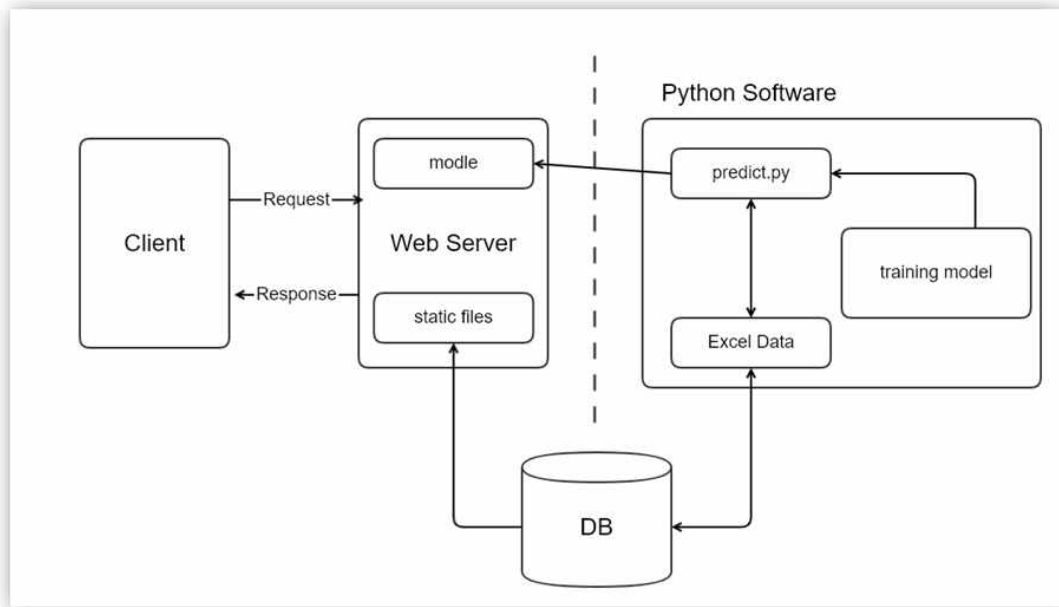 Python Software
modle
predict.py
Request
Client
Web Server
training model
Response
static files
Excel Data
DB